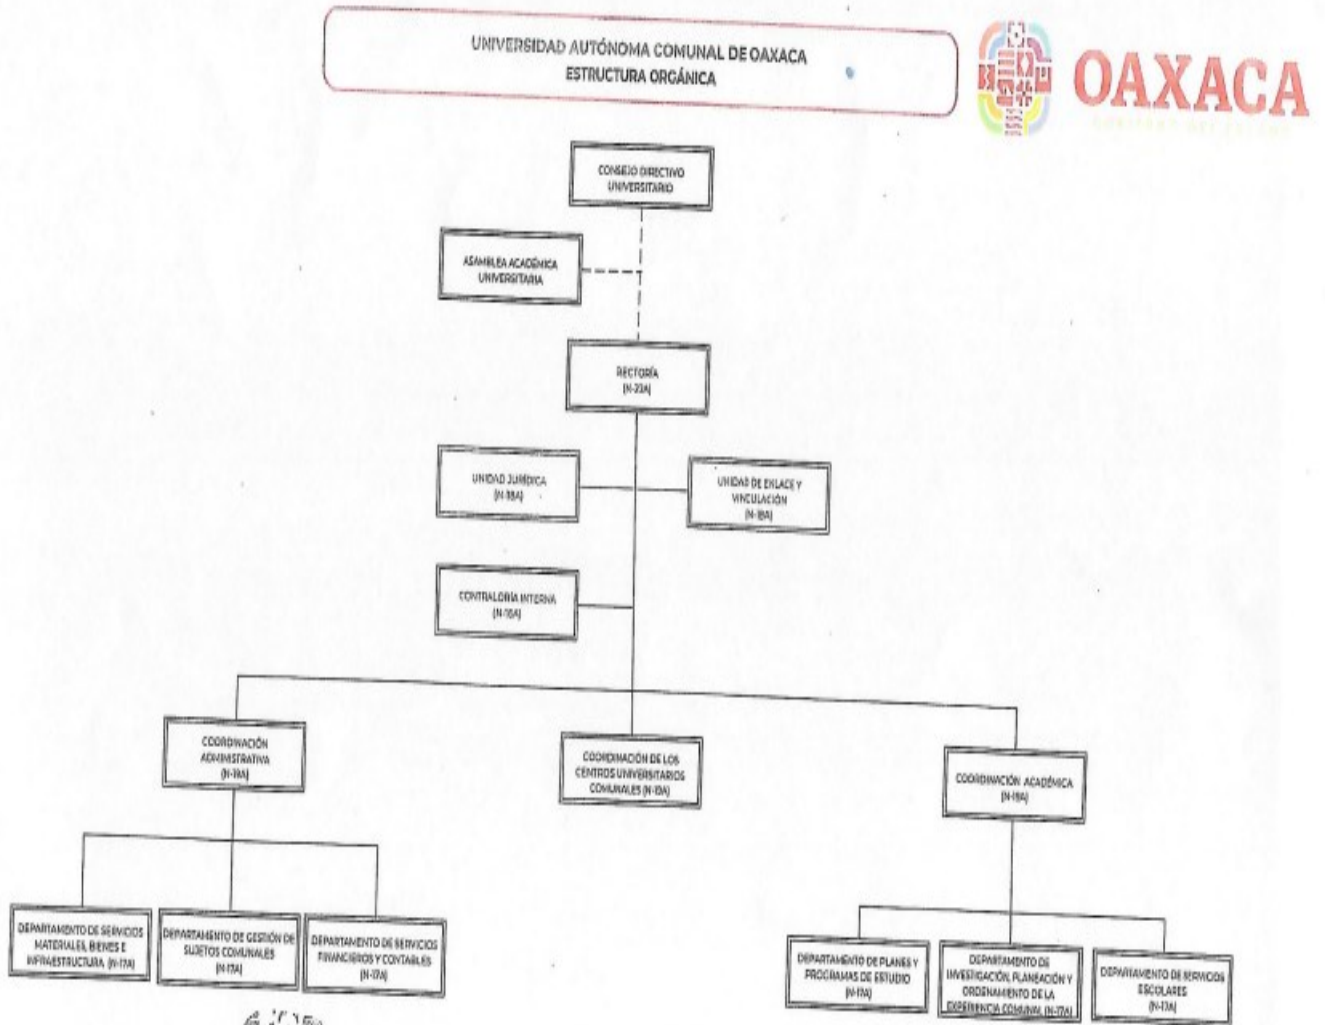 UNIVERSIDAD AUTÓNOMA COMUNAL DE OAXACA
ESTRUCTURA ORGÁNICA
OAXACA
CONSEJO DIRECTIVO
UNIVERSITARIO
ASAMBLEA ACADÉMICA
UNIVERSITARIA
RECTORÍA
UNIDAD JURÍDICA
UNIDAD DE ENLACE Y
VINCULACIÓN
CONTRALORÍA INTERNA
COORDINACIÓN
ADMINISTRATIVA
COORDINACIÓN DE LOS
CENTROS UNIVERSITARIOS
COMUNALES
COORDINACIÓN ACADÉMICA
DEPARTAMENTO DE SERVICIOS
MATERIALES, BIENES E
INFRAESTRUCTURA (N-17A)
DEPARTAMENTO DE GESTIÓN DE
SUJETOS COMUNALES
(N-17A)
DEPARTAMENTO DE SERVICIOS
FINANCIEROS Y CONTABLES
(N-17A)
DEPARTAMENTO DE PLANES Y
PROGRAMAS DE ESTUDIO
(N-17A)
DEPARTAMENTO DE
INVESTIGACIÓN, PLANEACIÓN Y
ORDENAMIENTO DE LA
EXPERIENCIA COMUNAL (N-17A)
DEPARTAMENTO DE SERVICIOS
ESCOLARES
(N-17A)